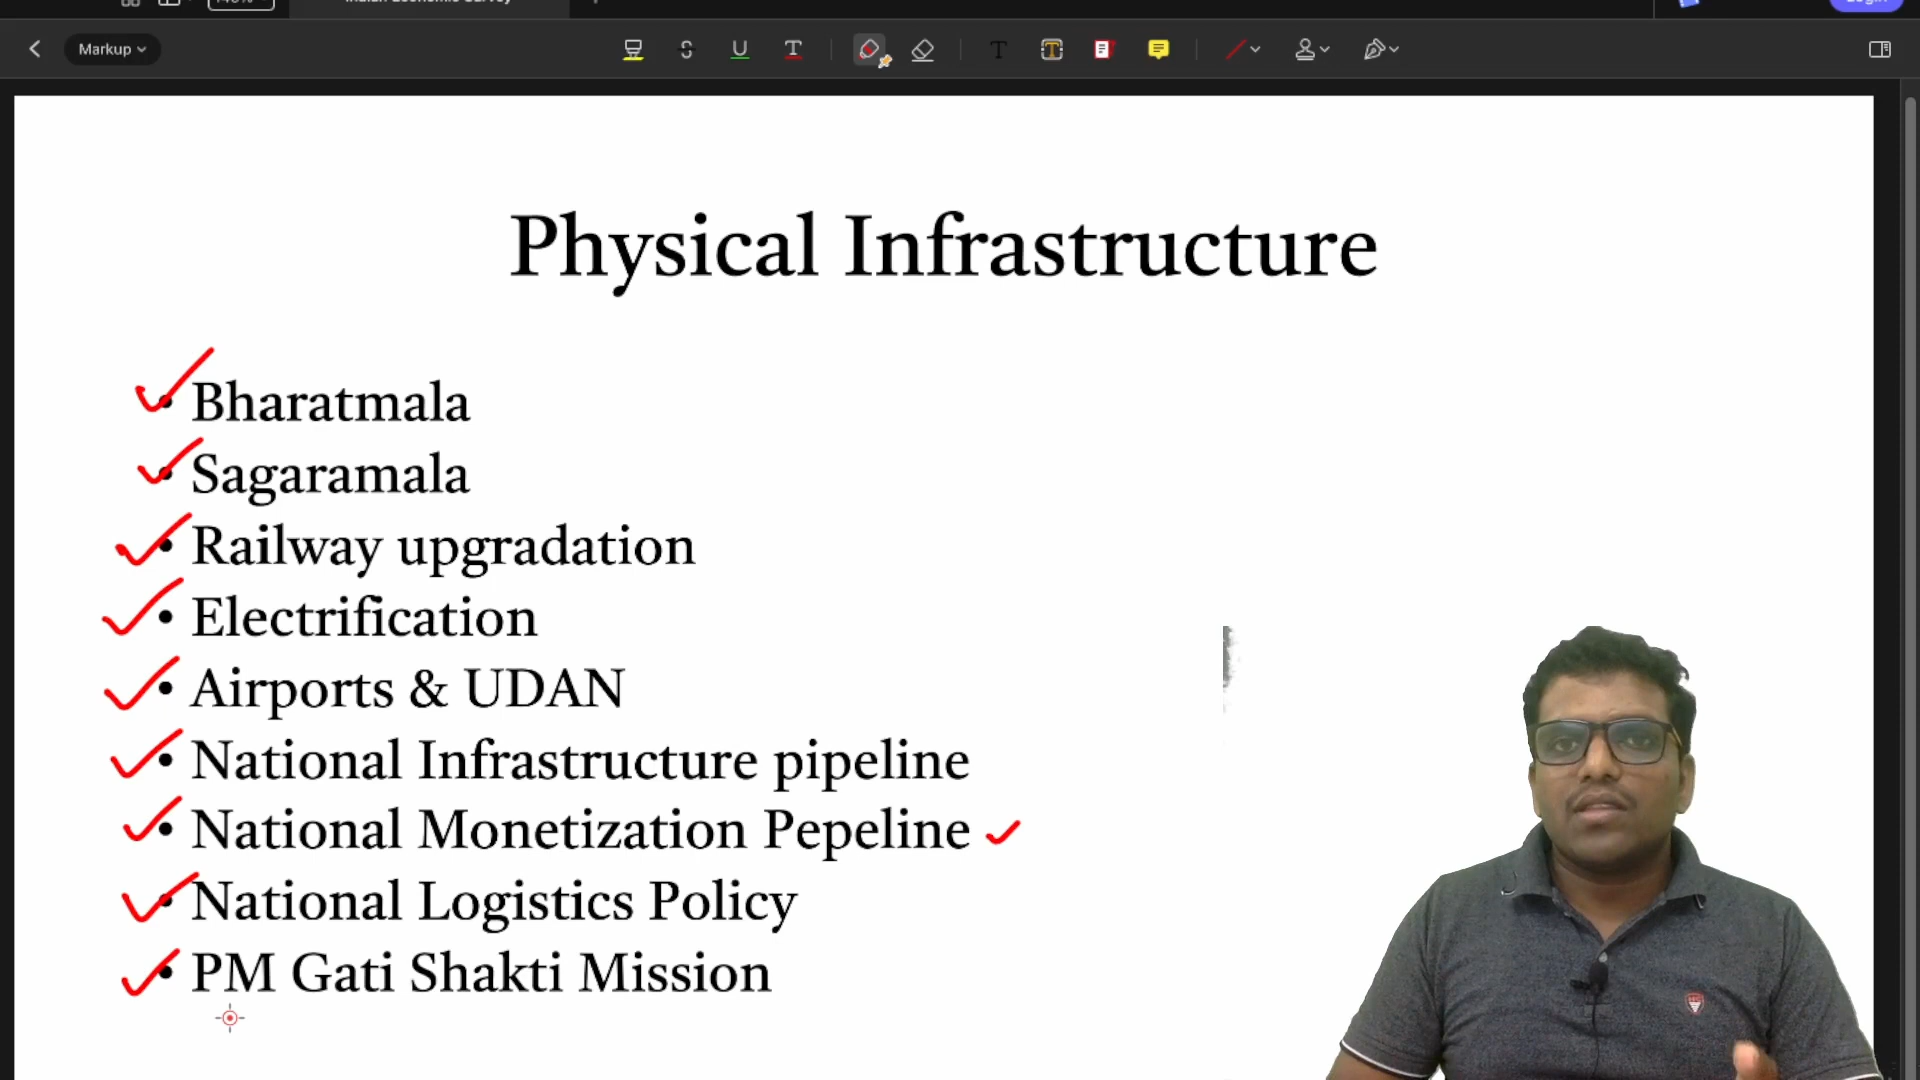 Markup
Physical Infrastructure
• Bharatmala
• Sagaramala
• Railway upgradation
• Electrification
• Airports & UDAN
• National Infrastructure pipeline
• National Monetization Pepeline
• National Logistics Policy
• PM Gati Shakti Mission